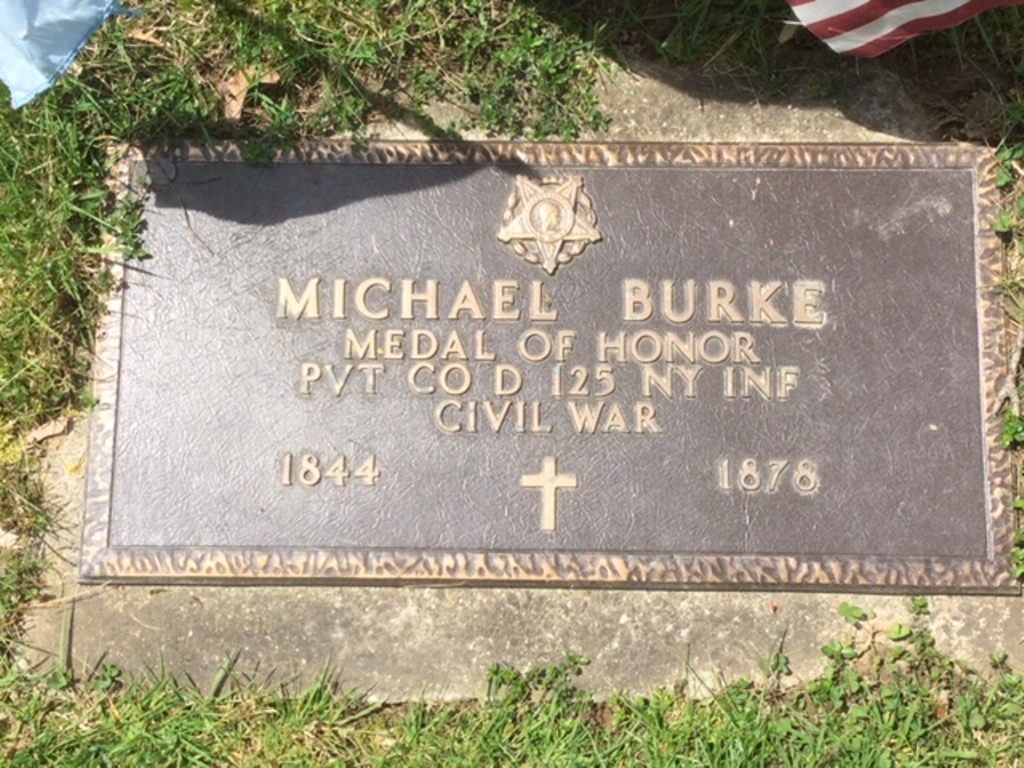 MICHAEL BURKE
MEDAL OF HONOR
PVT CO D 125 NY INF
CIVIL WAR
1844 1878